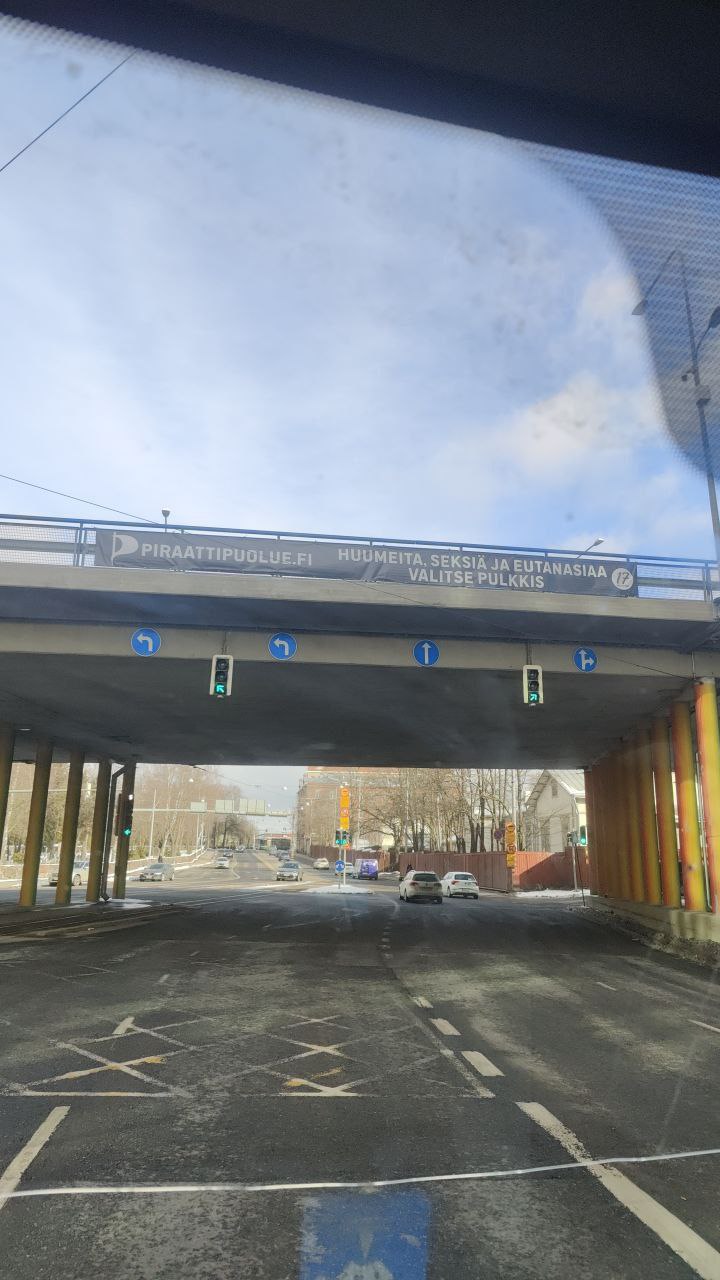 PIRAATTIPUOLUE.FI
HUUMEITA, SEKSIÄ JA EUTANASIAA
VALITSE PULKKIS
17